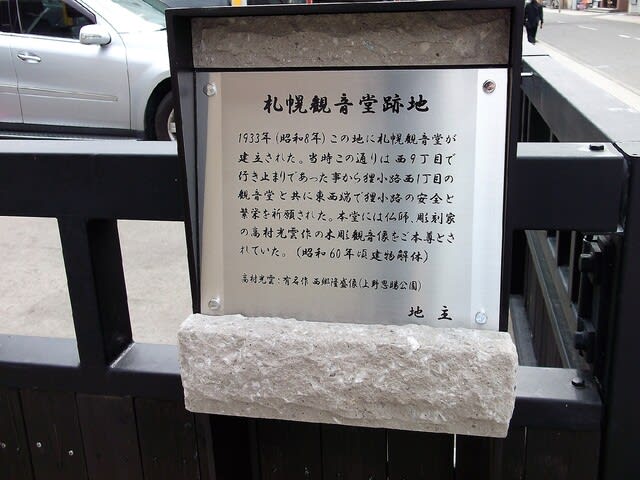 札幌観音堂跡地
1933年(昭和8年)この地に札幌観音堂が
建立された。当時この通りは西9丁目で
行き止まりであった事から狸小路西1丁目の
観音堂と共に東西端で狸小路の安全と
繁栄を祈願された。本堂には仏師、彫刻家
の高村光雲作の木彫観音像をご本尊とさ
れていた。(昭和60年頃建物解体)
高村光雲:有名作 西郷隆盛像(上野恩賜公園)
地主